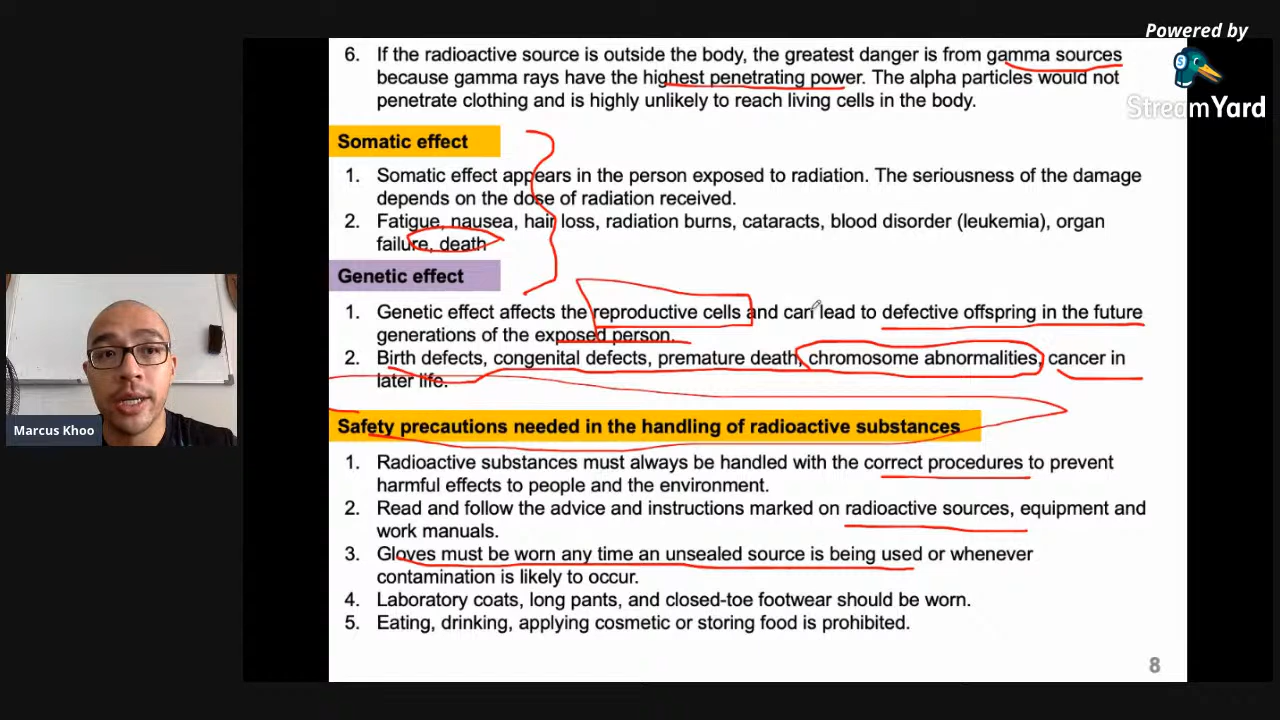 Powered by
StreamYard
6. If the radioactive source is outside the body, the greatest danger is from gamma sources
because gamma rays have the highest penetrating power. The alpha particles would not
penetrate clothing and is highly unlikely to reach living cells in the body.
Somatic effect
1. Somatic effect appears in the person exposed to radiation. The seriousness of the damage
depends on the dose of radiation received.
2. Fatigue, nausea, hair loss, radiation burns, cataracts, blood disorder (leukemia), organ
failure, death
Genetic effect
1. Genetic effect affects the reproductive cells and can lead to defective offspring in the future
generations of the exposed person.
2. Birth defects, congenital defects, premature death, chromosome abnormalities, cancer in
later life.
Safety precautions needed in the handling of radioactive substances
1. Radioactive substances must always be handled with the correct procedures to prevent
harmful effects to people and the environment.
2. Read and follow the advice and instructions marked on radioactive sources, equipment and
work manuals.
3. Gloves must be worn any time an unsealed source is being used or whenever
contamination is likely to occur.
4. Laboratory coats, long pants, and closed-toe footwear should be worn.
5. Eating, drinking, applying cosmetic or storing food is prohibited.
8
Marcus Khoo